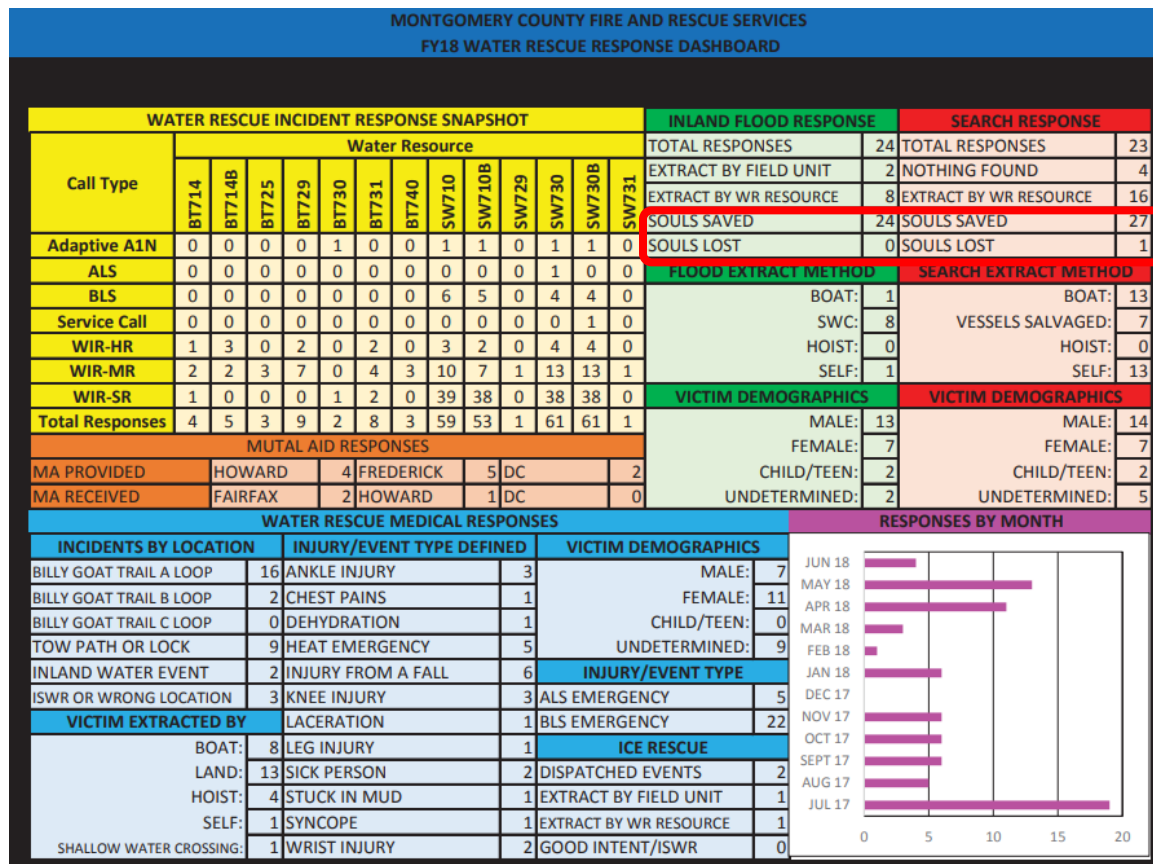 MONTGOMERY COUNTY FIRE AND RESCUE SERVICES
FY18 WATER RESCUE RESPONSE DASHBOARD
WATER RESCUE INCIDENT RESPONSE SNAPSHOT
Call Type
Water Resource
BT714 BT714B BT725 BT729 BT730 BT731 BT740 SW710 SW710B SW729 SW730 SW730B SW731
Adaptive A1N 0 0 0 0 1 0 0 1 1 0 1 1 0
ALS 0 0 0 0 0 0 0 0 0 0 1 0 0
BLS 0 0 0 0 0 0 0 6 5 0 4 4 0
Service Call 0 0 0 0 0 0 0 0 0 0 0 1 0
WIR-HR 1 3 0 2 0 2 0 3 2 0 4 4 0
WIR-MR 2 2 3 7 0 4 3 10 7 1 13 13 1
WIR-SR 1 0 0 0 1 2 0 39 38 0 38 38 0
Total Responses 4 5 3 9 2 8 3 59 53 1 61 61 1
MUTAL AID RESPONSES
MA PROVIDED HOWARD 4 FREDERICK 5 DC 2
MA RECEIVED FAIRFAX 2 HOWARD 1 DC 0
INLAND FLOOD RESPONSE
TOTAL RESPONSES 24
EXTRACT BY FIELD UNIT 2
EXTRACT BY WR RESOURCE 8
SOULS SAVED 24
SOULS LOST 0
FLOOD EXTRACT METHOD
BOAT: 1
SWC: 8
HOIST: 0
SELF: 1
VICTIM DEMOGRAPHICS
MALE: 13
FEMALE: 7
CHILD/TEEN: 2
UNDETERMINED: 2
SEARCH RESPONSE
TOTAL RESPONSES 23
NOTHING FOUND 4
EXTRACT BY WR RESOURCE 16
SOULS SAVED 27
SOULS LOST 1
SEARCH EXTRACT METHOD
BOAT: 13
VESSELS SALVAGED: 7
HOIST: 0
SELF: 13
VICTIM DEMOGRAPHICS
MALE: 14
FEMALE: 7
CHILD/TEEN: 2
UNDETERMINED: 5
WATER RESCUE MEDICAL RESPONSES
INCIDENTS BY LOCATION
BILLY GOAT TRAIL A LOOP 16
BILLY GOAT TRAIL B LOOP 2
BILLY GOAT TRAIL C LOOP 0
TOW PATH OR LOCK 9
INLAND WATER EVENT 2
ISWR OR WRONG LOCATION 3
VICTIM EXTRACTED BY
BOAT: 8
LAND: 13
HOIST: 4
SELF: 1
SHALLOW WATER CROSSING: 1
INJURY/EVENT TYPE DEFINED
ANKLE INJURY 3
CHEST PAINS 1
DEHYDRATION 1
HEAT EMERGENCY 5
INJURY FROM A FALL 6
KNEE INJURY 3
LACERATION 1
LEG INJURY 1
SICK PERSON 2
STUCK IN MUD 1
SYNCOPE 1
WRIST INJURY 2
VICTIM DEMOGRAPHICS
MALE: 7
FEMALE: 11
CHILD/TEEN: 0
UNDETERMINED: 9
INJURY/EVENT TYPE
ALS EMERGENCY 5
BLS EMERGENCY 22
ICE RESCUE
DISPATCHED EVENTS 2
EXTRACT BY FIELD UNIT 1
EXTRACT BY WR RESOURCE 1
GOOD INTENT/ISWR 0
RESPONSES BY MONTH
JUN 18
MAY 18
APR 18
MAR 18
FEB 18
JAN 18
DEC 17
NOV 17
OCT 17
SEPT 17
AUG 17
JUL 17
0 5 10 15 20